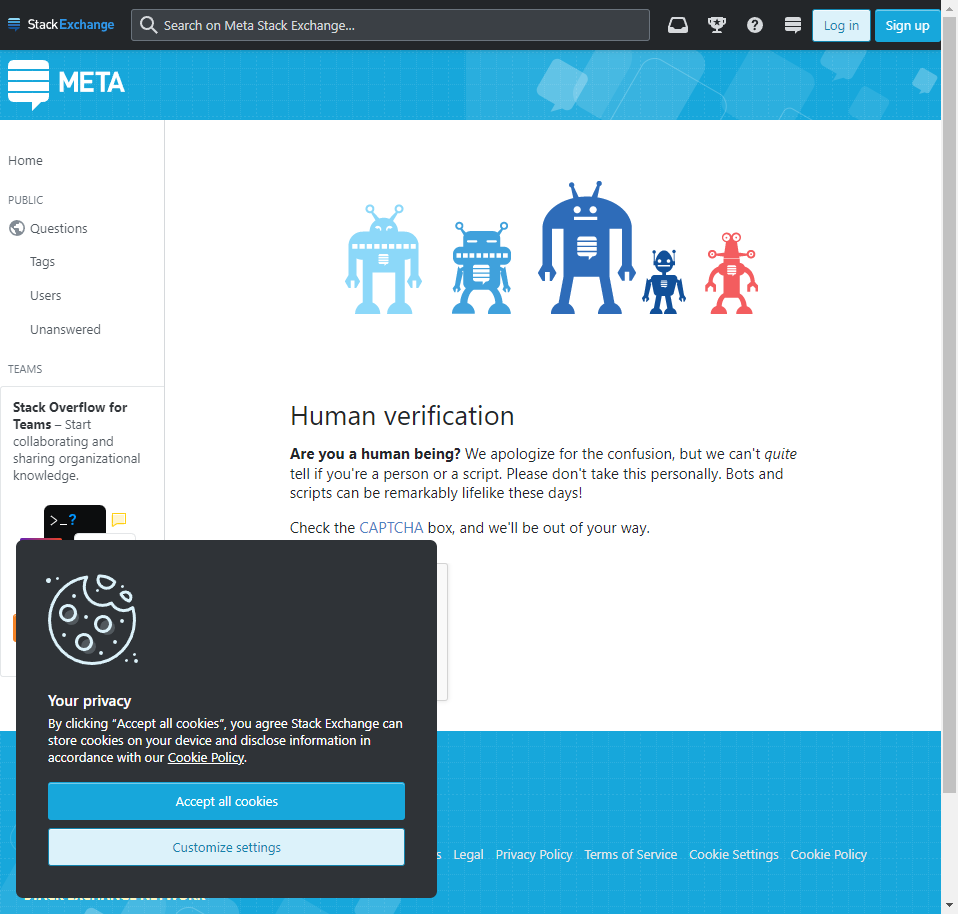 StackExchange
Search on Meta Stack Exchange...
Log in
Sign up
META
Home
PUBLIC
Questions
Tags
Users
Unanswered
TEAMS
Stack Overflow for
Teams – Start
collaborating and
sharing organizational
knowledge.
>_?
Human verification
Are you a human being? We apologize for the confusion, but we can't quite
tell if you're a person or a script. Please don't take this personally. Bots and
scripts can be remarkably lifelike these days!
Check the CAPTCHA box, and we'll be out of your way.
Your privacy
By clicking “Accept all cookies”, you agree Stack Exchange can
store cookies on your device and disclose information in
accordance with our Cookie Policy.
Accept all cookies
Customize settings
s Legal Privacy Policy Terms of Service Cookie Settings Cookie Policy